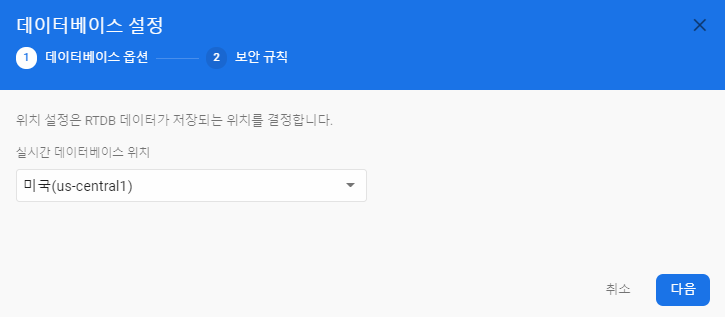 데이터베이스 설정
1 데이터베이스 옵션 2 보안 규칙
위치 설정은 RTDB 데이터가 저장되는 위치를 결정합니다.
실시간 데이터베이스 위치
미국(us-central1)
취소 다음